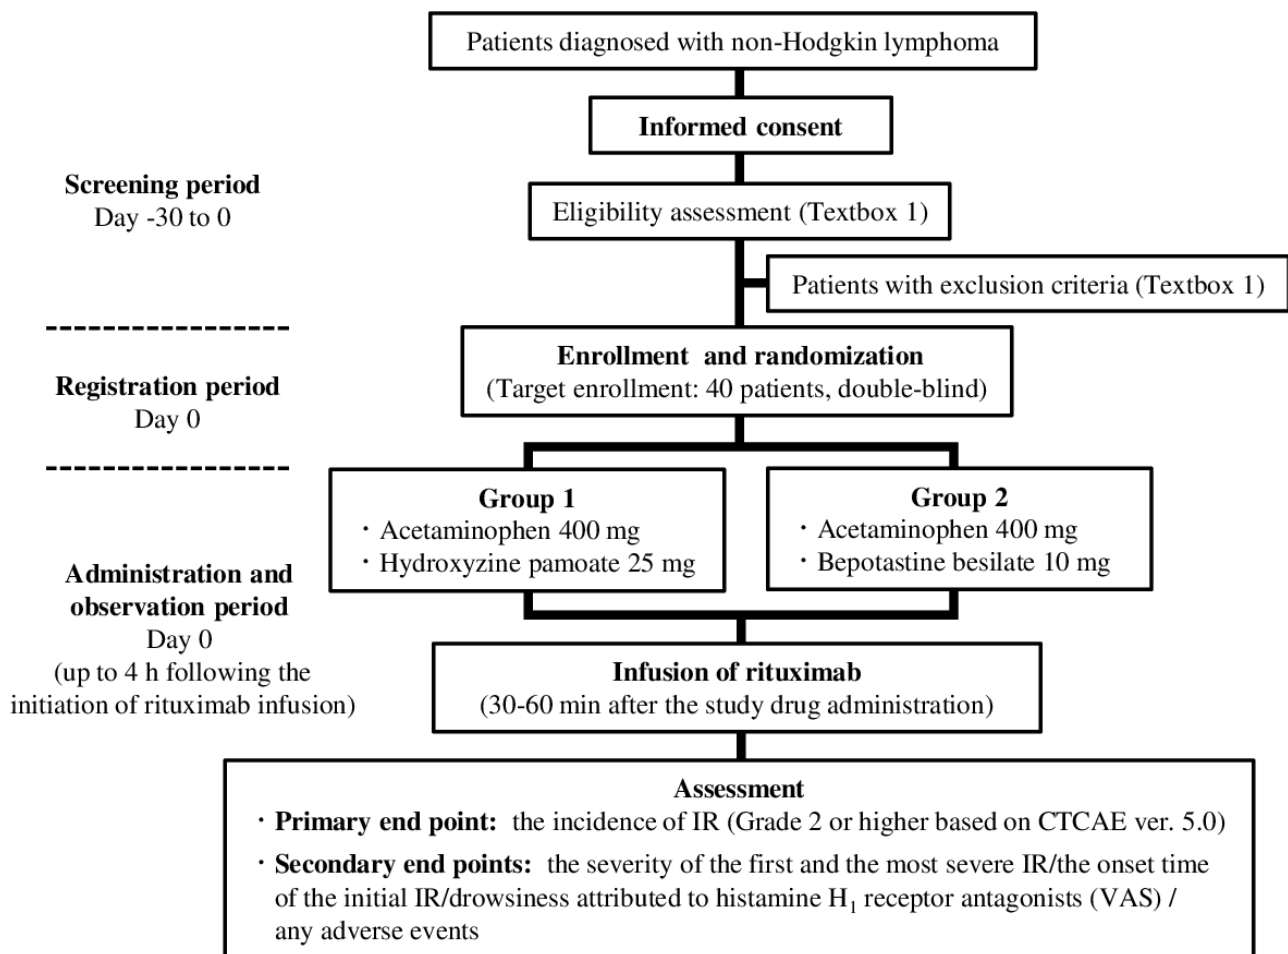 Patients diagnosed with non-Hodgkin lymphoma
Informed consent
Screening period
Day -30 to 0
Eligibility assessment (Textbox 1)
Patients with exclusion criteria (Textbox 1)
Enrollment and randomization
(Target enrollment: 40 patients, double-blind)
Registration period
Day 0
Group 1
・Acetaminophen 400 mg
・Hydroxyzine pamoate 25 mg
Group 2
・Acetaminophen 400 mg
・Bepotastine besilate 10 mg
Administration and
observation period
Day 0
(up to 4 h following the
initiation of rituximab infusion)
Infusion of rituximab
(30-60 min after the study drug administration)
Assessment
・Primary end point: the incidence of IR (Grade 2 or higher based on CTCAE ver. 5.0)
・Secondary end points: the severity of the first and the most severe IR/the onset time
of the initial IR/drowsiness attributed to histamine H₁ receptor antagonists (VAS) /
any adverse events